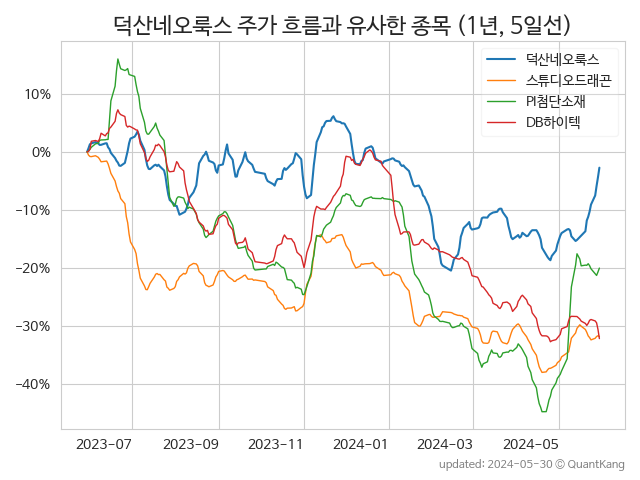 덕산네오룩스 주가 흐름과 유사한 종목 (1년, 5일선)
덕산네오룩스
스튜디오드래곤
PI첨단소재
DB하이텍
10%
0%
−10%
−20%
−30%
−40%
2023-07 2023-09 2023-11 2024-01 2024-03 2024-05
updated: 2024-05-30 © QuantKang